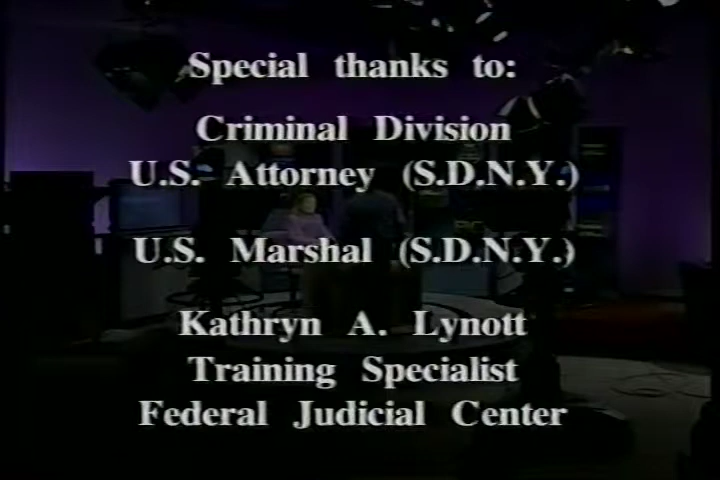 Special thanks to:
Criminal Division
U.S. Attorney (S.D.N.Y.)
U.S. Marshal (S.D.N.Y.)
Kathryn A. Lynott
Training Specialist
Federal Judicial Center